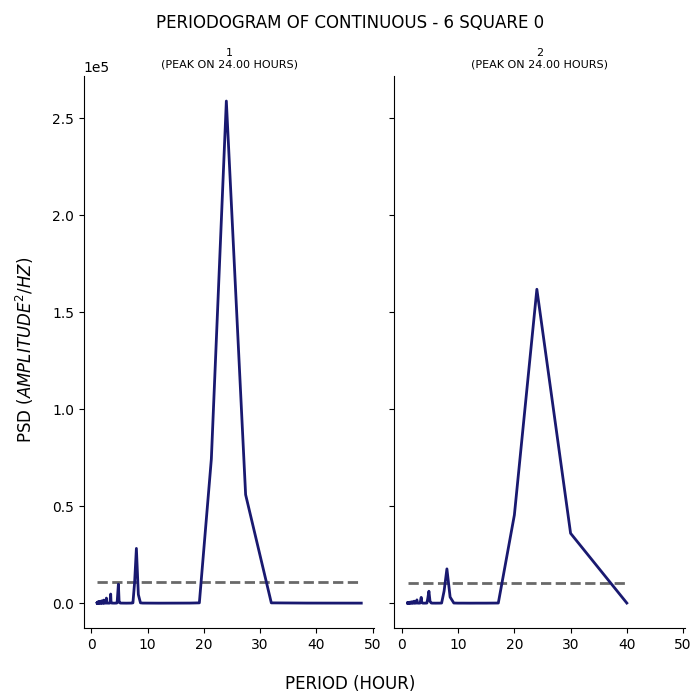 PERIODOGRAM OF CONTINUOUS - 6 SQUARE 0
1
(PEAK ON 24.00 HOURS)
2
(PEAK ON 24.00 HOURS)
1e5
2.5
2.0
1.5
1.0
0.5
0.0
PSD (AMPLITUDE²/HZ)
0 10 20 30 40 50
0 10 20 30 40 50
PERIOD (HOUR)